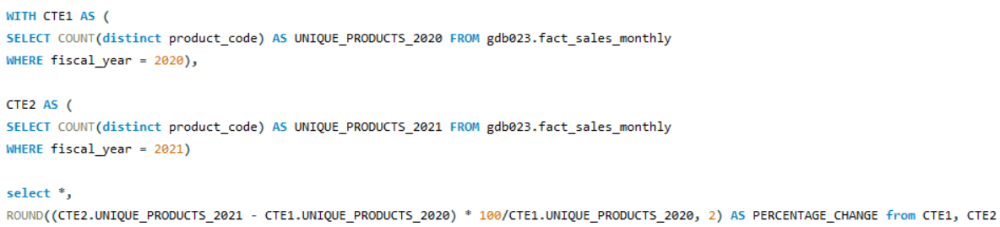 WITH CTE1 AS (
SELECT COUNT(distinct product_code) AS UNIQUE_PRODUCTS_2020 FROM gdb023.fact_sales_monthly
WHERE fiscal_year = 2020),
CTE2 AS (
SELECT COUNT(distinct product_code) AS UNIQUE_PRODUCTS_2021 FROM gdb023.fact_sales_monthly
WHERE fiscal_year = 2021)
select *,
ROUND((CTE2.UNIQUE_PRODUCTS_2021 - CTE1.UNIQUE_PRODUCTS_2020) * 100/CTE1.UNIQUE_PRODUCTS_2020, 2) AS PERCENTAGE_CHANGE from CTE1, CTE2